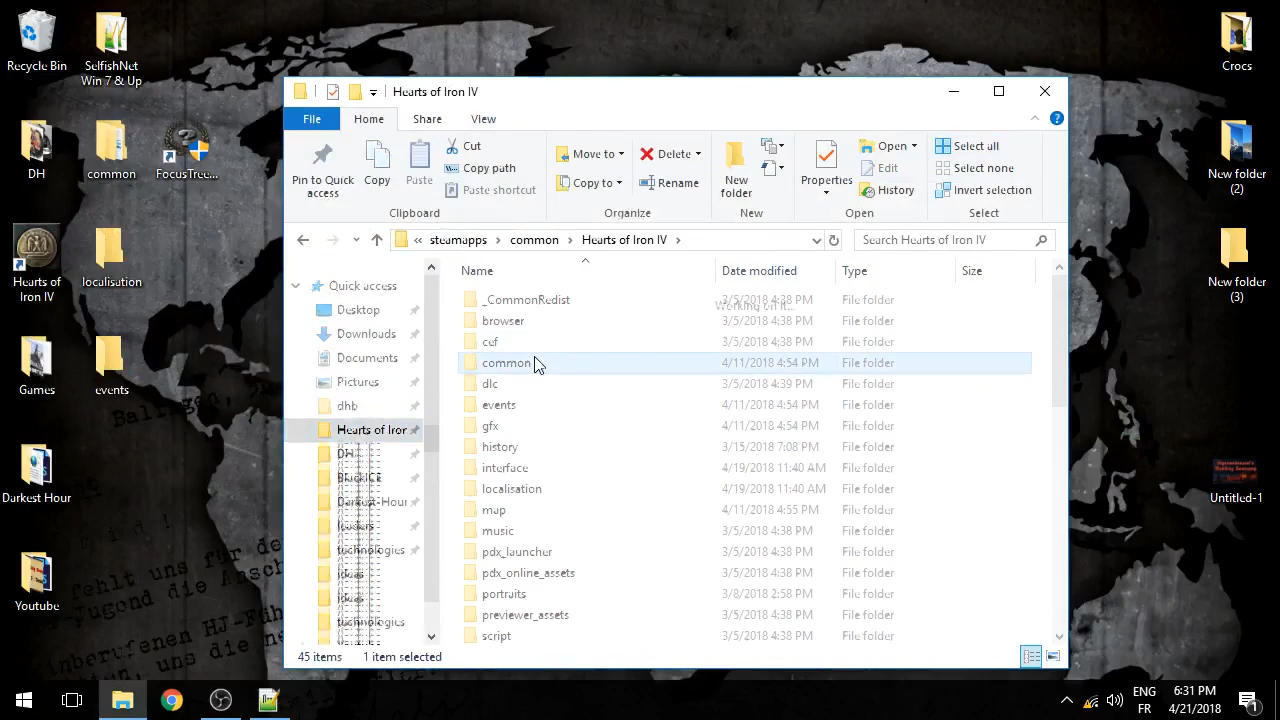 Recycle Bin
SelfishNet
Win 7 & Up
DH
common
FocusTree...
Hearts of
Iron IV
localisation
Games
events
Darkest Hour
Youtube
Crocs
New folder
(2)
New folder
(3)
Untitled-1
Hearts of Iron IV
File
Home
Share
View
Pin to Quick
access
Copy
Paste
Cut
Copy path
Paste shortcut
Clipboard
Move to
Copy to
Delete
Rename
Organize
New
folder
New
Properties
Open
Edit
History
Open
Select all
Select none
Invert selection
Select
« steamapps > common > Hearts of Iron IV >
Search Hearts of Iron IV
Quick access
Desktop
Downloads
Documents
Pictures
dhb
Hearts of Iror
DH
technologies
ideas
ideas
technologies
Name Date modified Type Size
Working on it...
_CommonRedist 3/5/2018 4:38 PM File folder
browser 3/5/2018 4:38 PM File folder
cef 3/5/2018 4:38 PM File folder
common 4/11/2018 4:54 PM File folder
dlc 3/5/2018 4:39 PM File folder
events 4/11/2018 4:54 PM File folder
gfx 4/11/2018 4:54 PM File folder
history 3/15/2018 7:08 PM File folder
interface 4/19/2018 11:40 AM File folder
localisation 4/19/2018 11:40 AM File folder
map 4/11/2018 4:55 PM File folder
music 3/5/2018 4:38 PM File folder
pdx_launcher 3/5/2018 4:38 PM File folder
pdx_online_assets 3/5/2018 4:38 PM File folder
portraits 3/8/2018 2:58 PM File folder
previewer_assets 3/5/2018 4:38 PM File folder
script 3/5/2018 4:38 PM File folder
45 items 1 item selected
ENG
FR
6:31 PM
4/21/2018
1